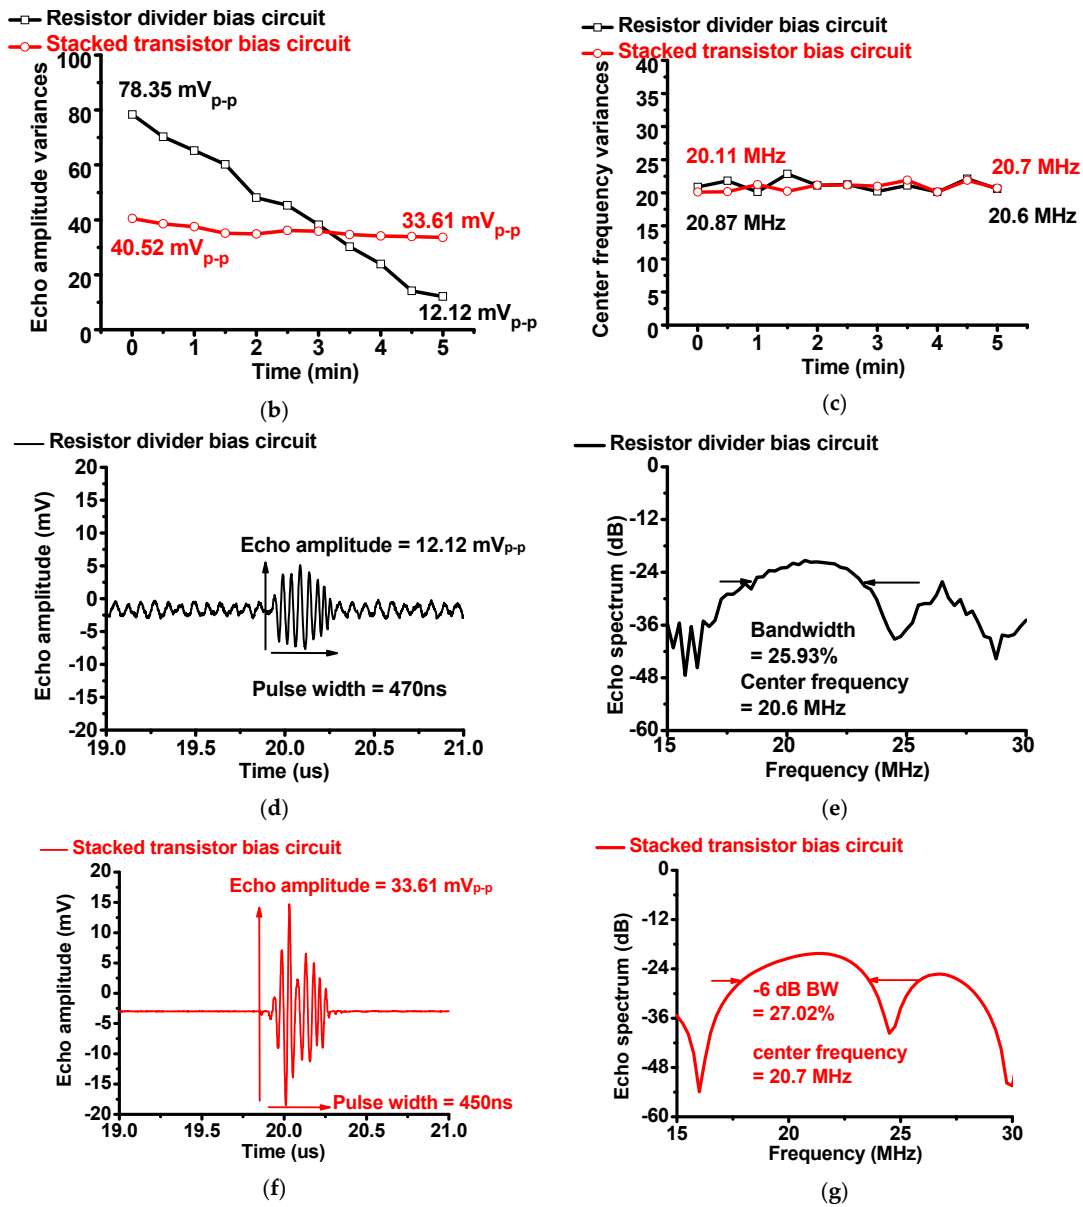 Resistor divider bias circuit
Stacked transistor bias circuit
100
80
60
40
20
0
Echo amplitude variances
78.35 mVp-p
40.52 mVp-p
33.61 mVp-p
12.12 mVp-p
0 1 2 3 4 5
Time (min)
(b)
Resistor divider bias circuit
Stacked transistor bias circuit
40
35
30
25
20
15
10
5
0
Center frequency variances
20.11 MHz
20.7 MHz
20.87 MHz
20.6 MHz
0 1 2 3 4 5
Time (min)
(c)
Resistor divider bias circuit
20
15
10
5
0
-5
-10
-15
-20
Echo amplitude (mV)
Echo amplitude = 12.12 mVp-p
Pulse width = 470ns
19.0 19.5 20.0 20.5 21.0
Time (us)
(d)
Resistor divider bias circuit
0
-12
-24
-36
-48
-60
Echo spectrum (dB)
Bandwidth
= 25.93%
Center frequency
= 20.6 MHz
15 20 25 30
Frequency (MHz)
(e)
Stacked transistor bias circuit
20
15
10
5
0
-5
-10
-15
-20
Echo amplitude (mV)
Echo amplitude = 33.61 mVp-p
Pulse width = 450ns
19.0 19.5 20.0 20.5 21.0
Time (us)
(f)
Stacked transistor bias circuit
0
-12
-24
-36
-48
-60
Echo spectrum (dB)
-6 dB BW
= 27.02%
center frequency
= 20.7 MHz
15 20 25 30
Frequency (MHz)
(g)